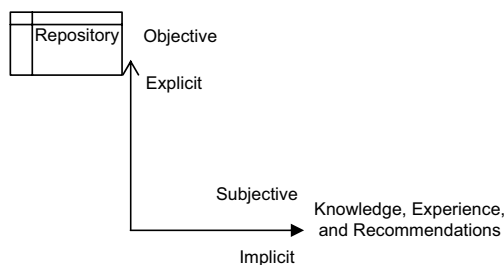 Repository
Objective
Explicit
Subjective
Knowledge, Experience,
and Recommendations
Implicit